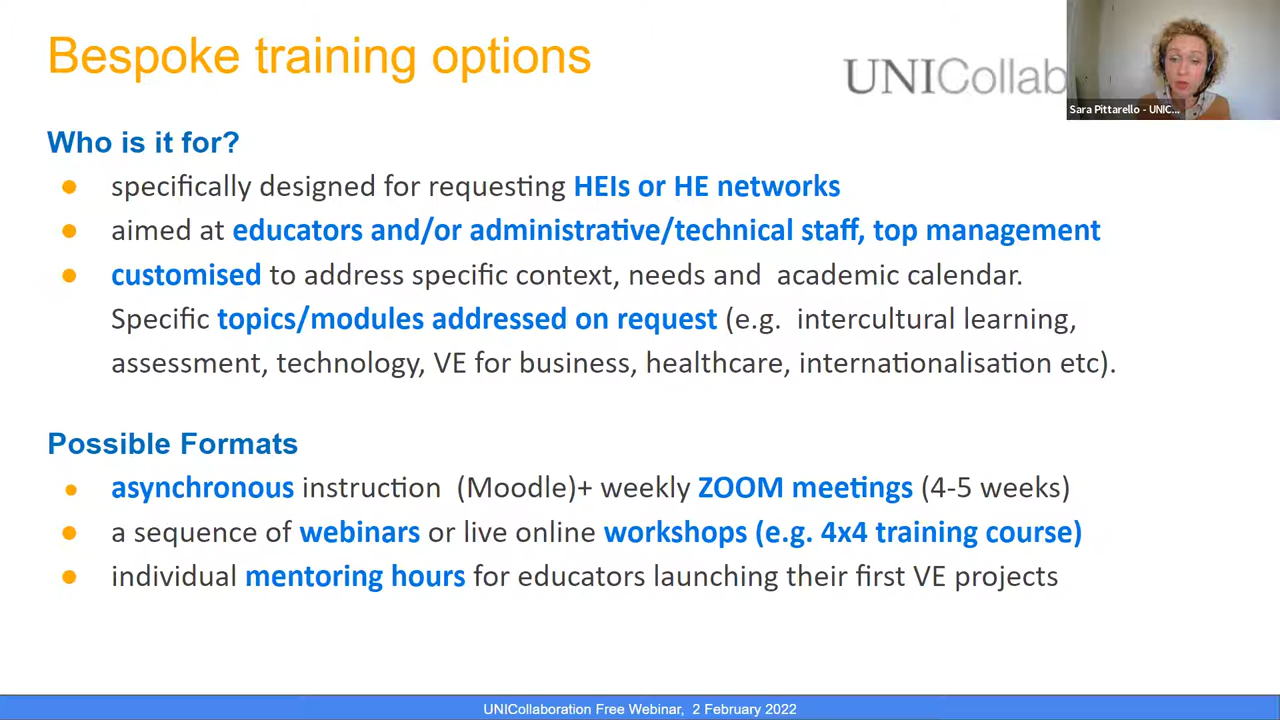 Bespoke training options
UNICollab
Sara Pittarello - UNIC...
Who is it for?
● specifically designed for requesting HEIs or HE networks
● aimed at educators and/or administrative/technical staff, top management
● customised to address specific context, needs and academic calendar.
Specific topics/modules addressed on request (e.g. intercultural learning,
assessment, technology, VE for business, healthcare, internationalisation etc).
Possible Formats
● asynchronous instruction (Moodle)+ weekly ZOOM meetings (4-5 weeks)
● a sequence of webinars or live online workshops (e.g. 4x4 training course)
● individual mentoring hours for educators launching their first VE projects
UNICollaboration Free Webinar, 2 February 2022